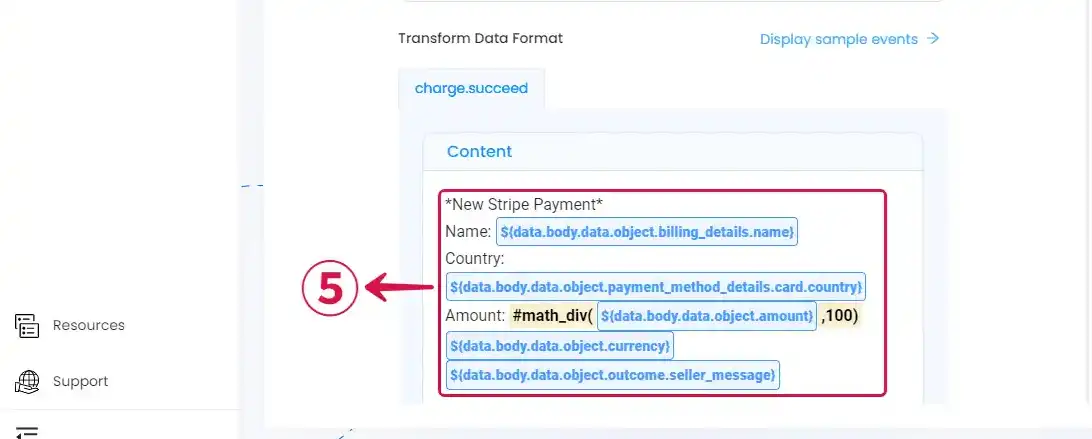 Transform Data Format
Display sample events →
charge.succeed
Content
*New Stripe Payment*
Name: ${data.body.data.object.billing_details.name}
Country:
${data.body.data.object.payment_method_details.card.country}
Amount: #math_div( ${data.body.data.object.amount} ,100)
${data.body.data.object.currency}
${data.body.data.object.outcome.seller_message}
5
Resources
Support